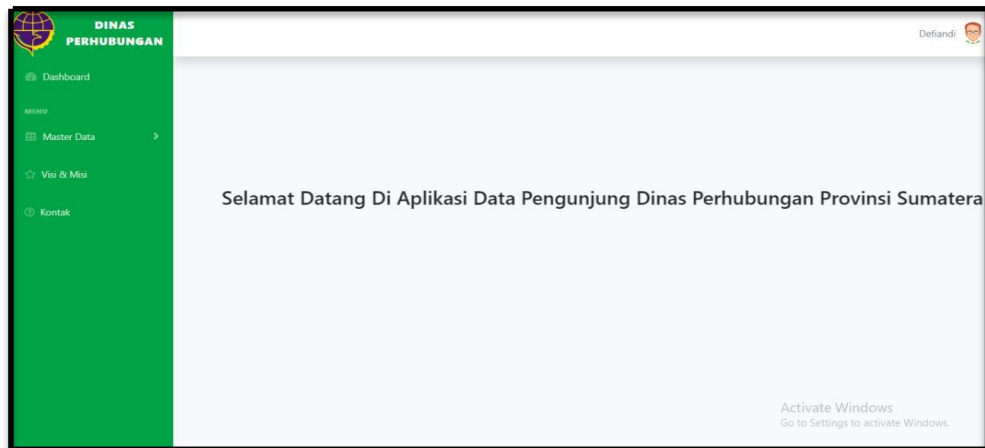 DINAS
PERHUBUNGAN
Defiandi
Dashboard
MENU
Master Data
Visi & Misi
Selamat Datang Di Aplikasi Data Pengunjung Dinas Perhubungan Provinsi Sumatera
Kontak
Activate Windows
Go to Settings to activate Windows.